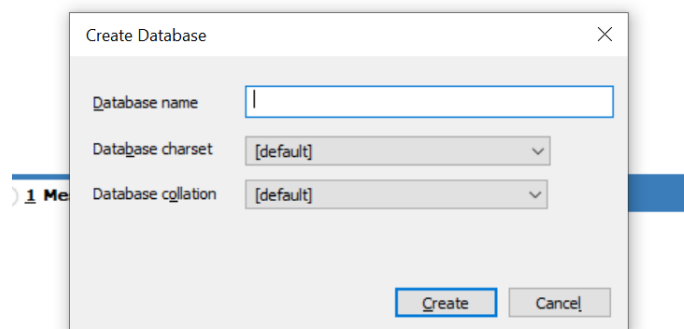 Create Database
Database name
Database charset
[default]
1 Me
Database collation
[default]
Create
Cancel